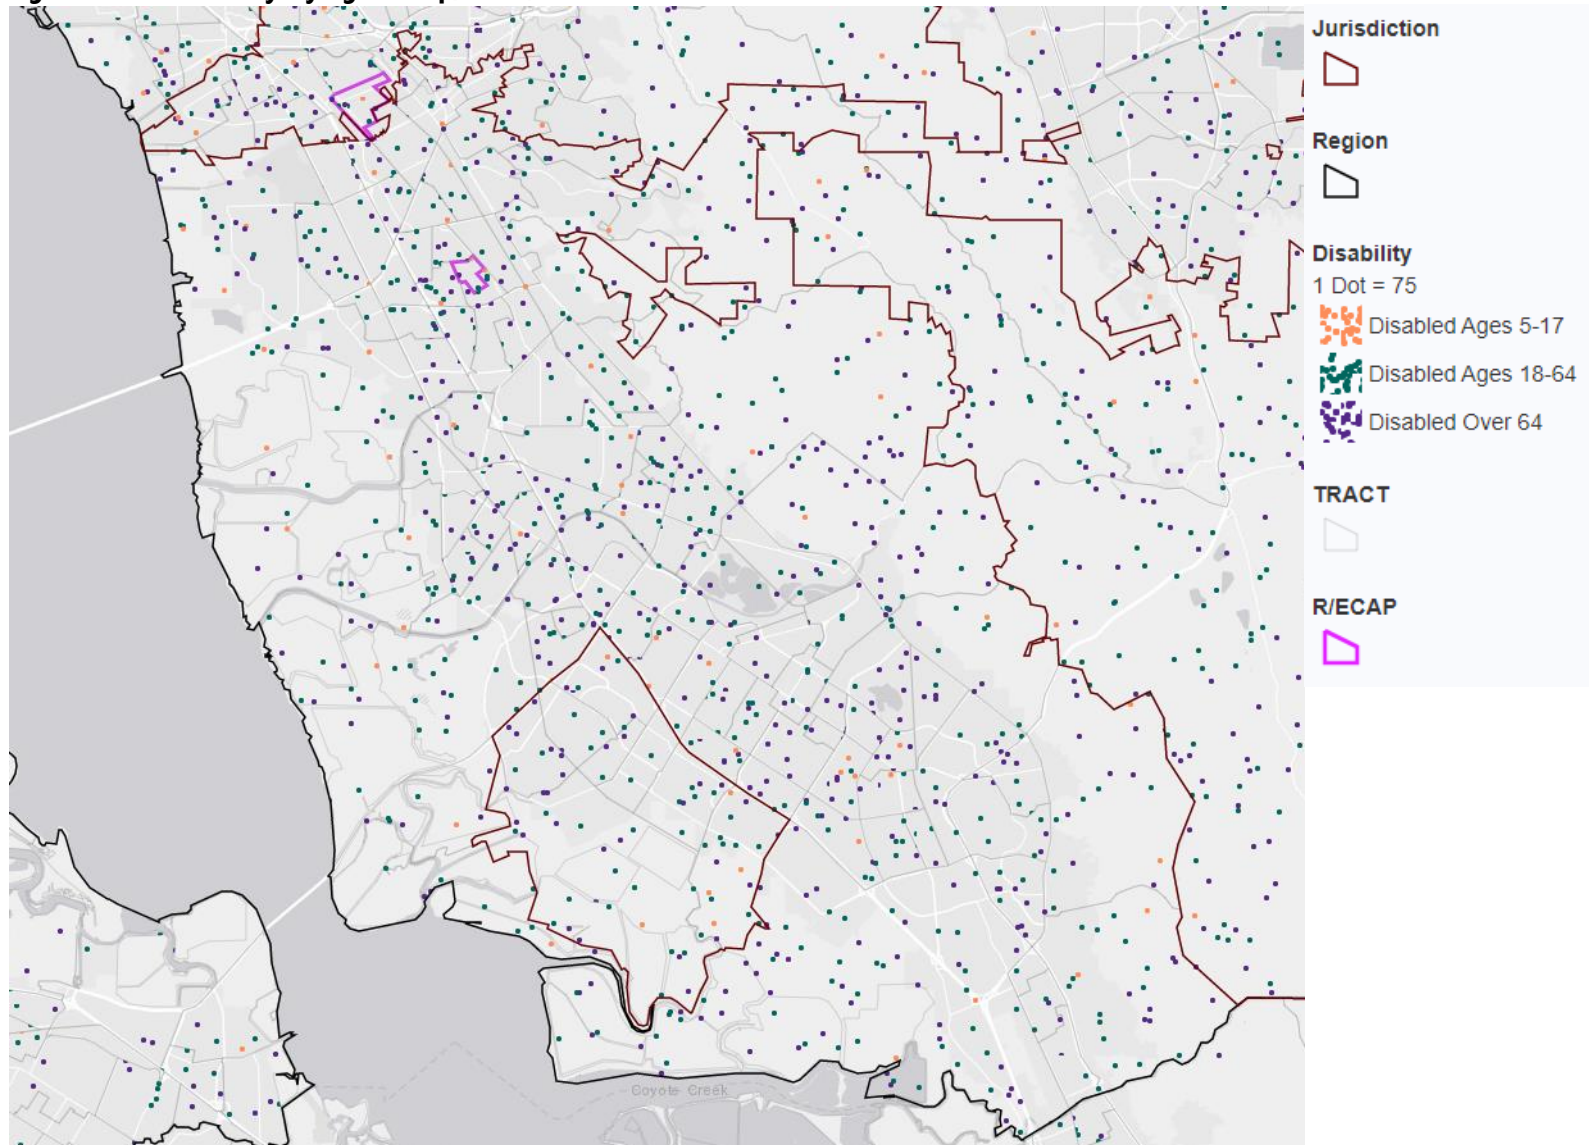 Jurisdiction
Region
Disability
1 Dot = 75
Disabled Ages 5-17
Disabled Ages 18-64
Disabled Over 64
TRACT
R/ECAP
Coyote Creek